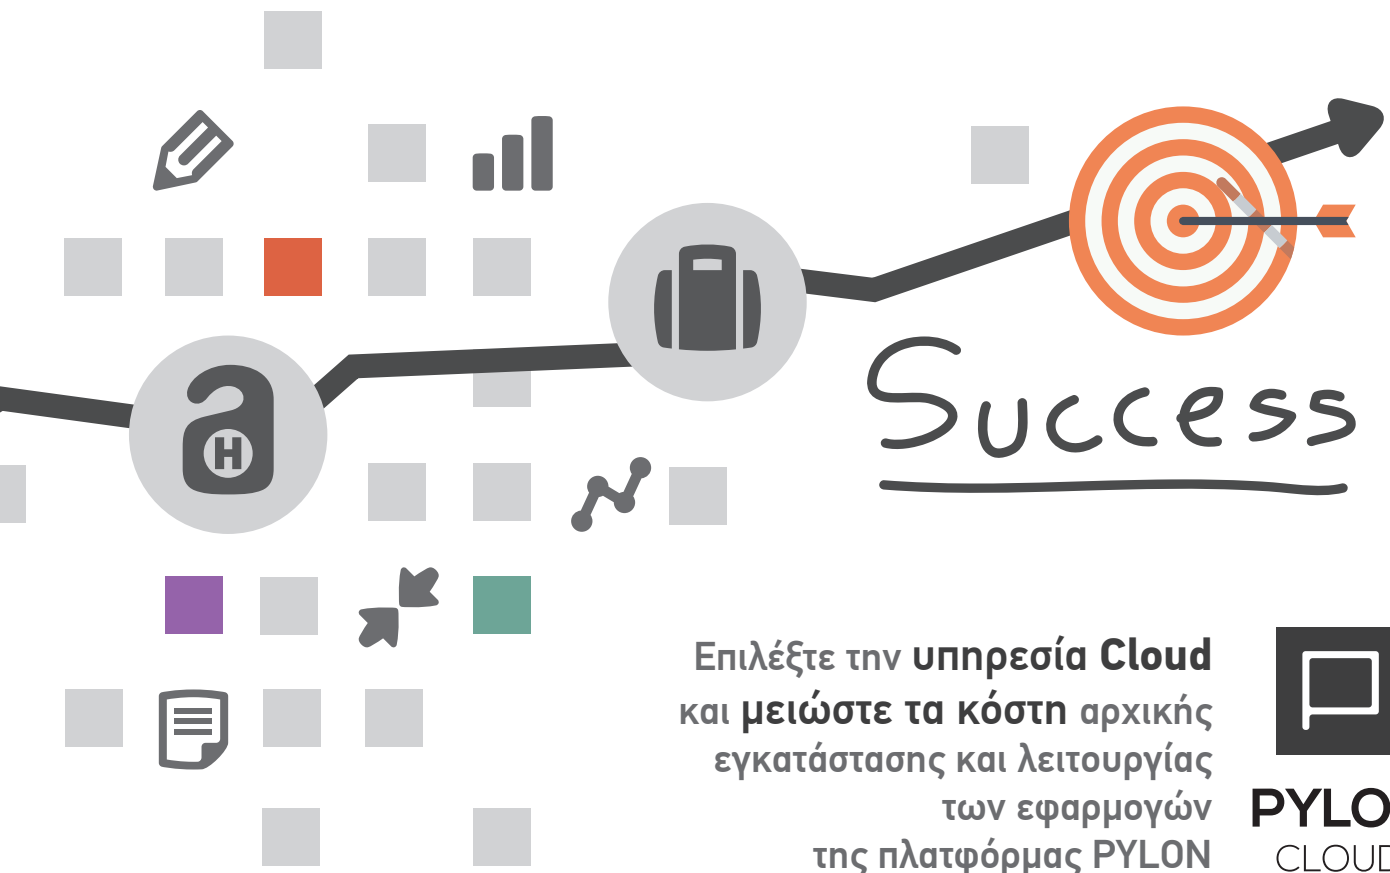 H
Success
Επιλέξτε την υπηρεσία Cloud
και μειώστε τα κόστη αρχικής
εγκατάστασης και λειτουργίας
των εφαρμογών
της πλατφόρμας PYLON
PYLO
CLOUD